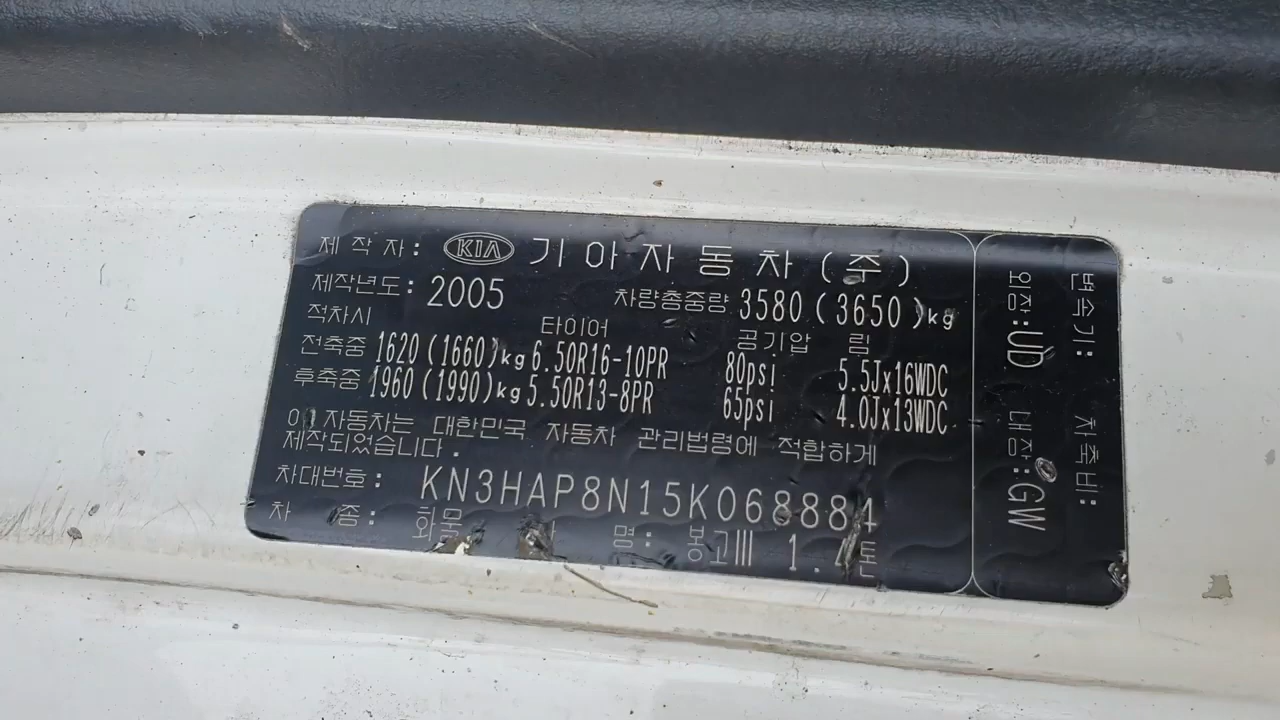 제 작 자: KIA 기아자동차(주)
제작년도: 2005 차량총중량 3580(3650)kg
적차시 타이어 공기압 림
전축중 1620(1660)kg 6.50R16-10PR 80psi 5.5Jx16WDC
후축중 1960(1990)kg 5.50R13-8PR 65psi 4.0Jx13WDC
이 자동차는 대한민국 자동차 관리법령에 적합하게
제작되었습니다.
차대번호: KN3HAP8N15K068884
차 종: 화물 명: 봉고III 1.4톤
변속기: 차축비:
외장:UD 내장:GW